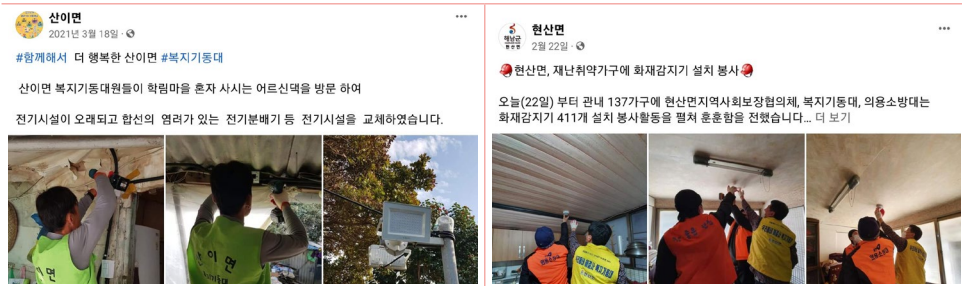 산이면
2021년 3월 18일 ·
#함께해서 더 행복한 산이면 #복지기동대
산이면 복지기동대원들이 학림마을 혼자 사시는 어르신댁을 방문 하여
전기시설이 오래되고 합선의 염려가 있는 전기분배기 등 전기시설을 교체하였습니다.
산이면
이면
해남군
현산면
현산면
2월 22일 ·
현산면, 재난취약가구에 화재감지기 설치 봉사
오늘(22일) 부터 관내 137가구에 현산면지역사회보장협의체, 복지기동대, 의용소방대는
화재감지기 411개 설치 봉사활동을 펼쳐 훈훈함을 전했습니다... 더 보기